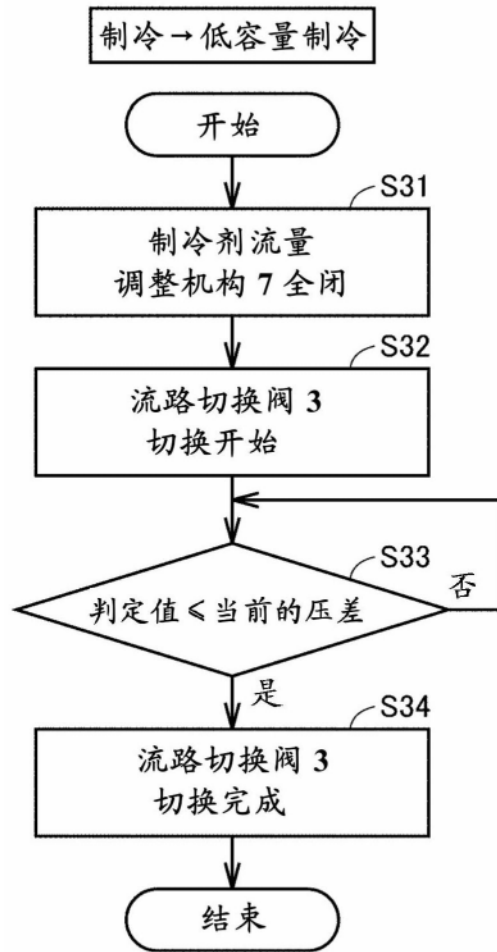 制冷→低容量制冷
开始
S31
制冷剂流量
调整机构 7 全闭
S32
流路切换阀 3
切换开始
S33
判定值≤当前的压差
否
是
S34
流路切换阀 3
切换完成
结束